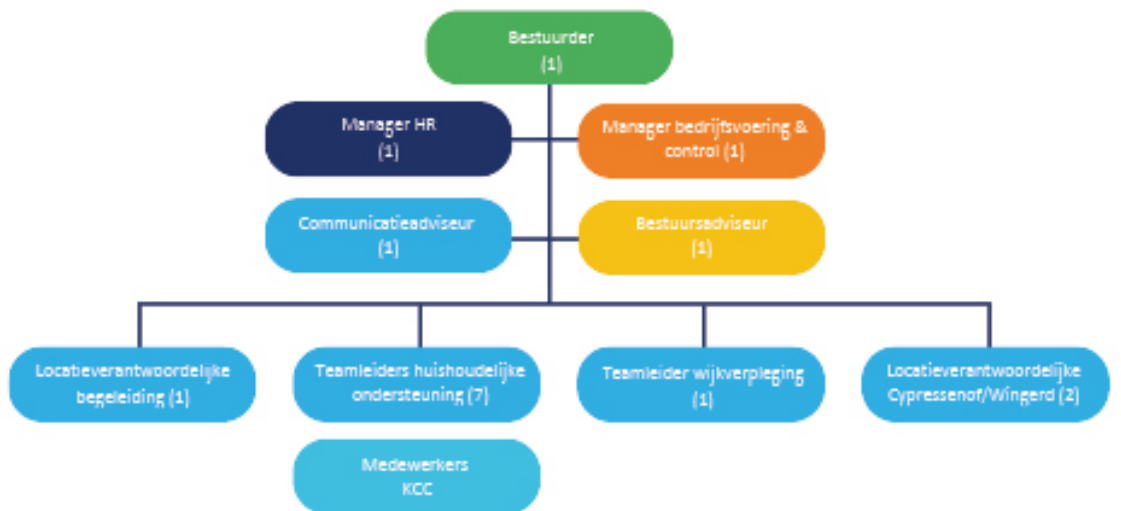 Bestuurder
(1)
Manager HR
(1)
Manager bedrijfsvoering &
control (1)
Communicatieadviseur
(1)
Bestuursadviseur
(1)
Locatieverantwoordelijke
begeleiding (1)
Teamleiders huishoudelijke
ondersteuning (7)
Teamleider wijkverpleging
(1)
Locatieverantwoordelijke
Cypressenof/Wingerd (2)
Medewerkers
KCC